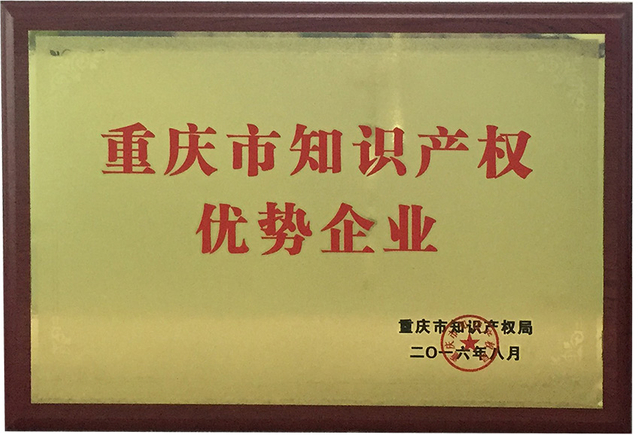 重庆市知识产权
优势企业
重庆市知识产权局
二〇一六年八月